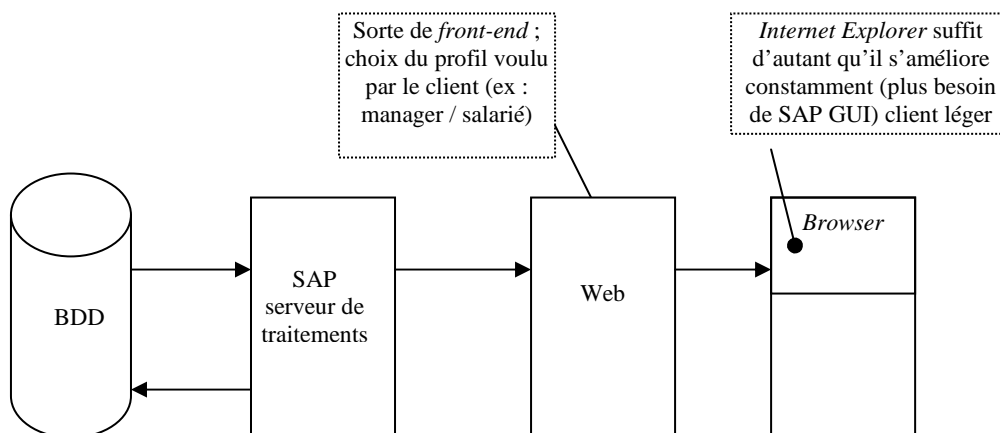 Sorte de front-end ;
choix du profil voulu
par le client (ex :
manager / salarié)
Internet Explorer suffit
d'autant qu'il s'améliore
constamment (plus besoin
de SAP GUI) client léger
BDD
SAP
serveur de
traitements
Web
Browser